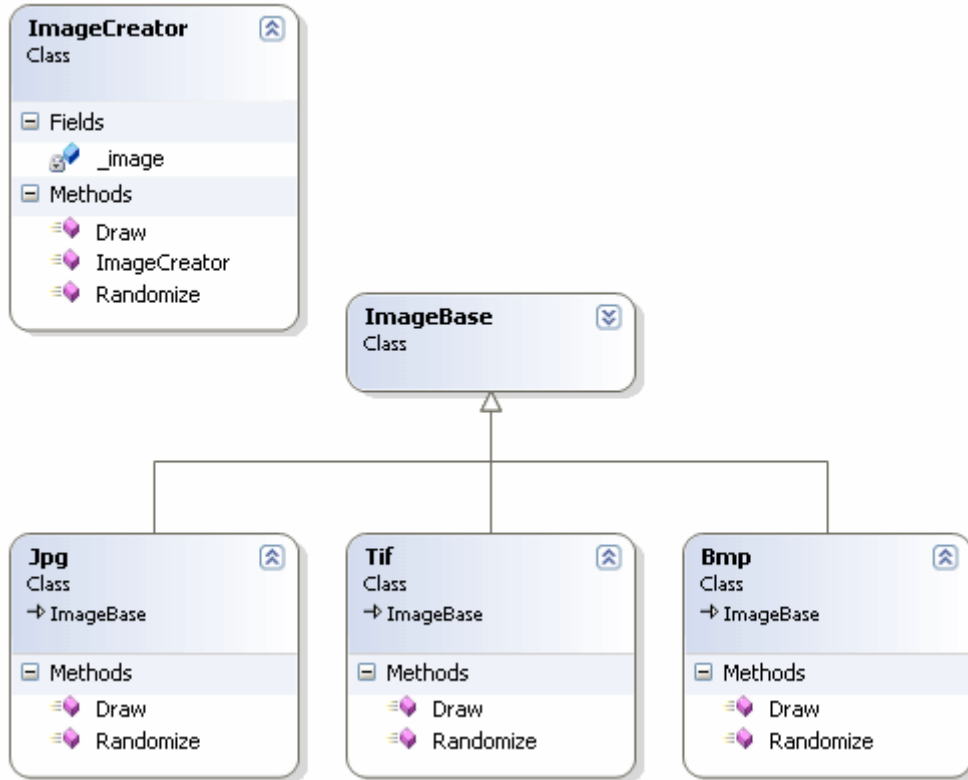 ImageCreator
Class
Fields
_image
Methods
Draw
ImageCreator
Randomize
ImageBase
Class
Jpg
Class
ImageBase
Methods
Draw
Randomize
Tif
Class
ImageBase
Methods
Draw
Randomize
Bmp
Class
ImageBase
Methods
Draw
Randomize